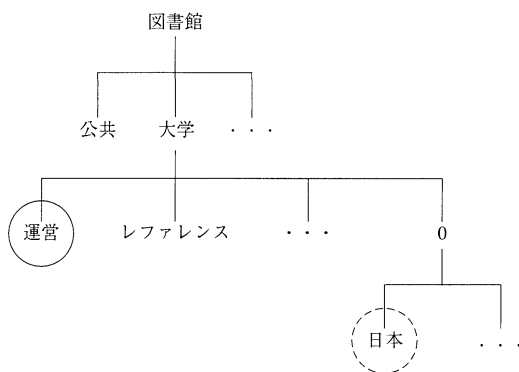 図書館
公共 大学 ・・・
運営 レファレンス ・・・ 0
日本 ・・・